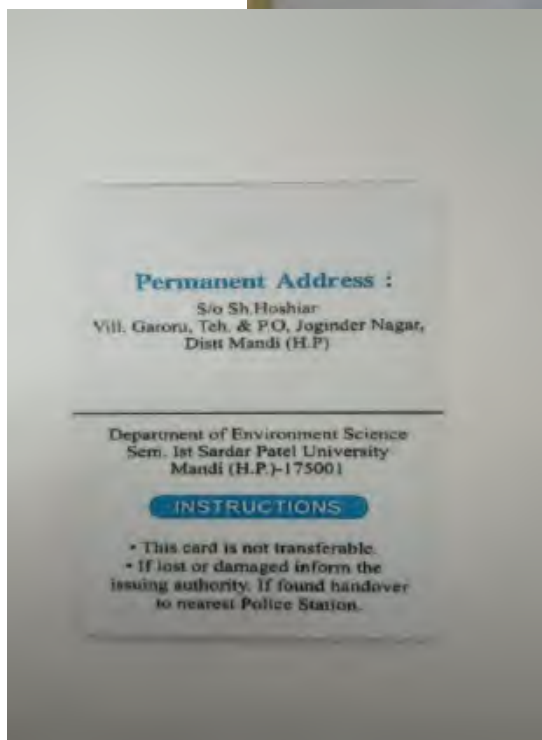 Permanent Address :
S/o Sh.Hoshiar
Vill. Garoru, Teh. & P.O, Joginder Nagar,
Distt Mandi (H.P)
Department of Environment Science
Sem. Ist Sardar Patel University
Mandi (H.P.)-175001
INSTRUCTIONS
• This card is not transferable.
• If lost or damaged inform the
issuing authority. If found handover
to nearest Police Station.